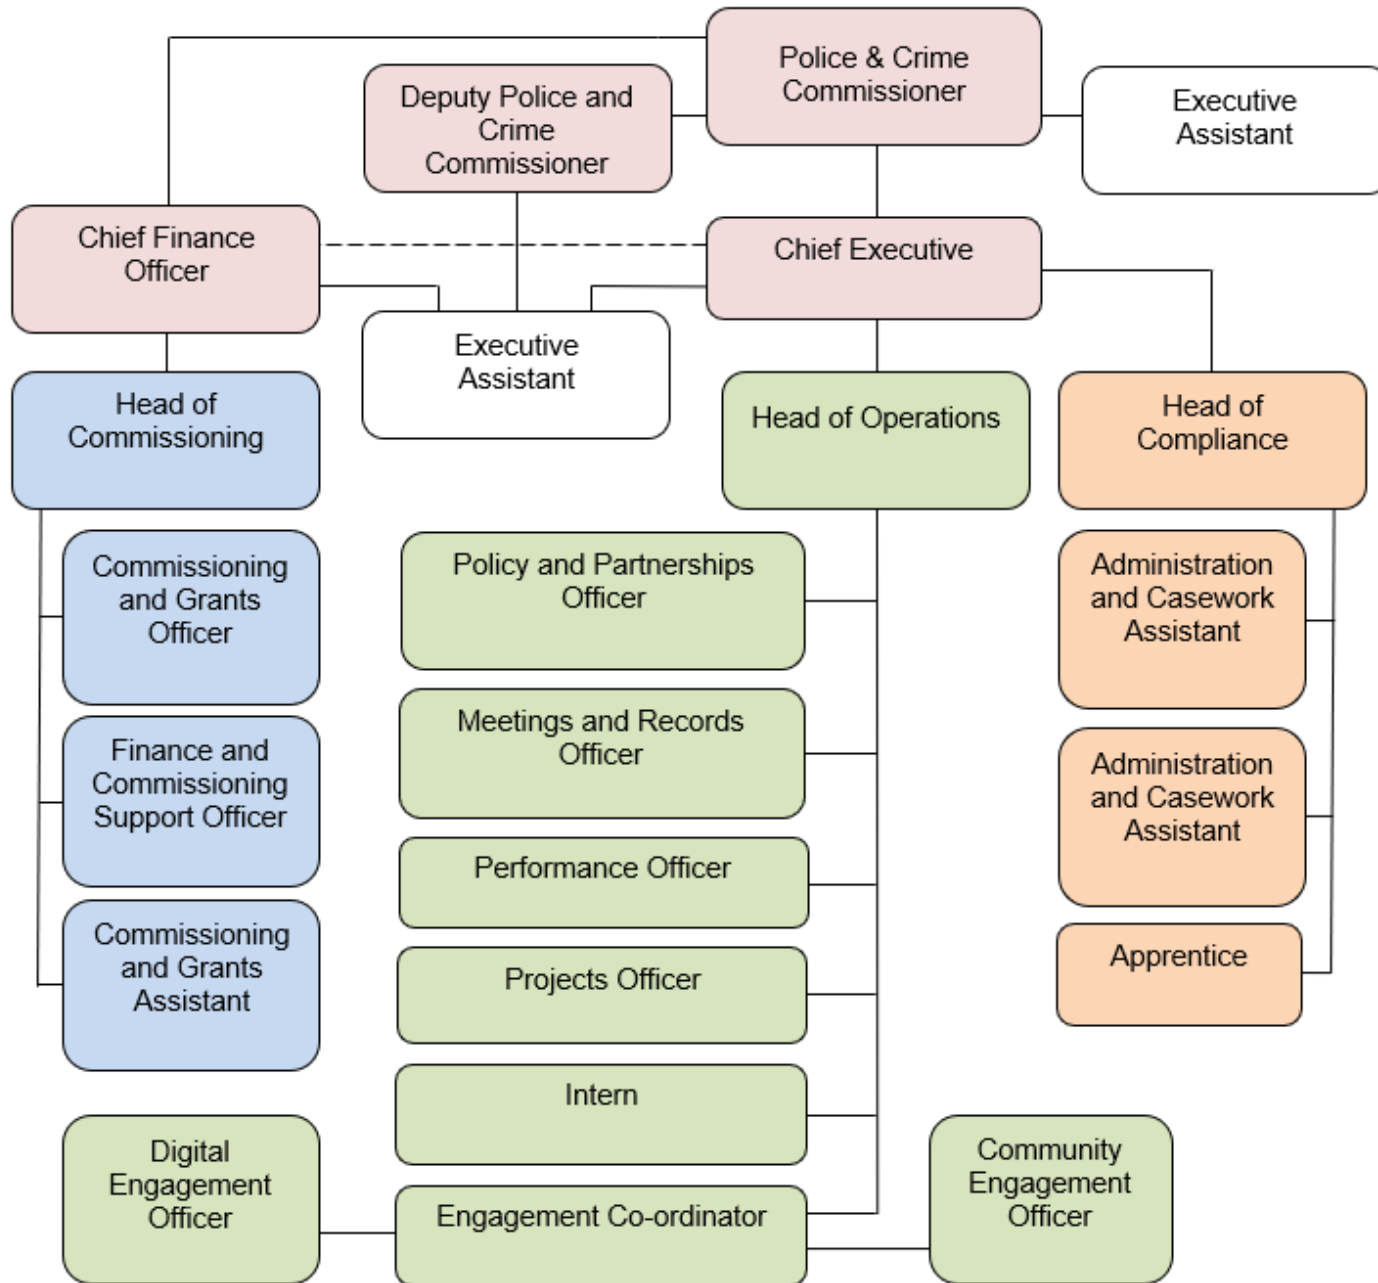 Police & Crime
Commissioner
Deputy Police and
Crime
Commissioner
Executive
Assistant
Chief Finance
Officer
Chief Executive
Executive
Assistant
Head of
Commissioning
Head of Operations
Head of
Compliance
Commissioning
and Grants
Officer
Finance and
Commissioning
Support Officer
Commissioning
and Grants
Assistant
Policy and Partnerships
Officer
Meetings and Records
Officer
Performance Officer
Projects Officer
Intern
Engagement Co-ordinator
Digital
Engagement
Officer
Community
Engagement
Officer
Administration
and Casework
Assistant
Administration
and Casework
Assistant
Apprentice